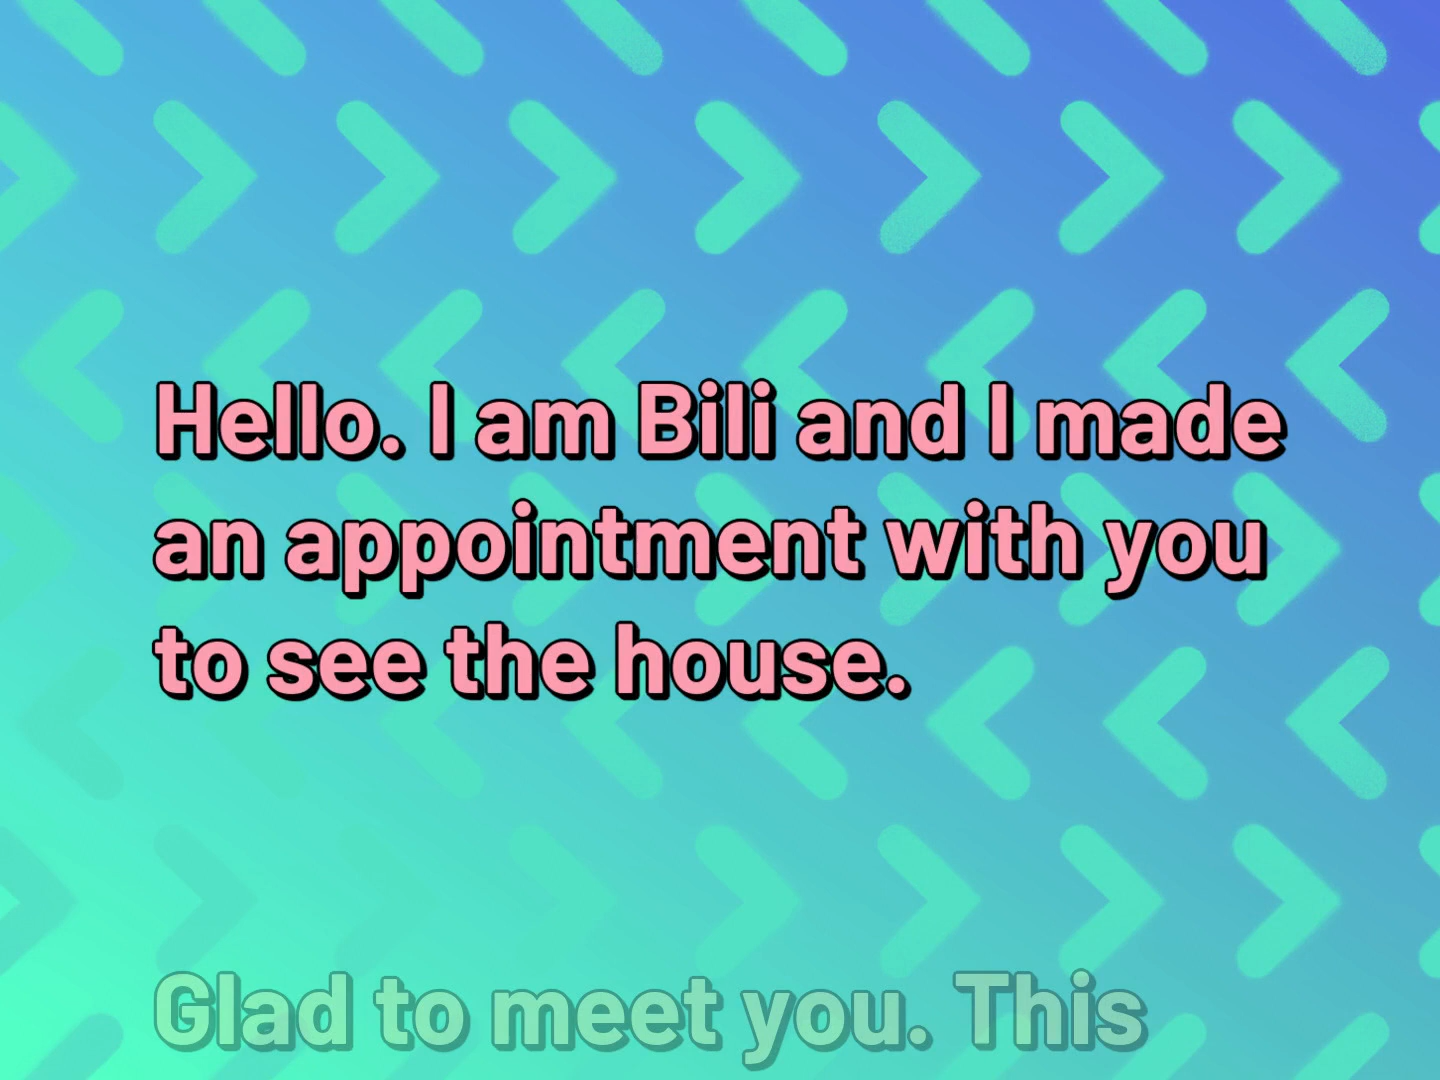 Hello. I am Bili and I made
an appointment with you
to see the house.
Glad to meet you. This